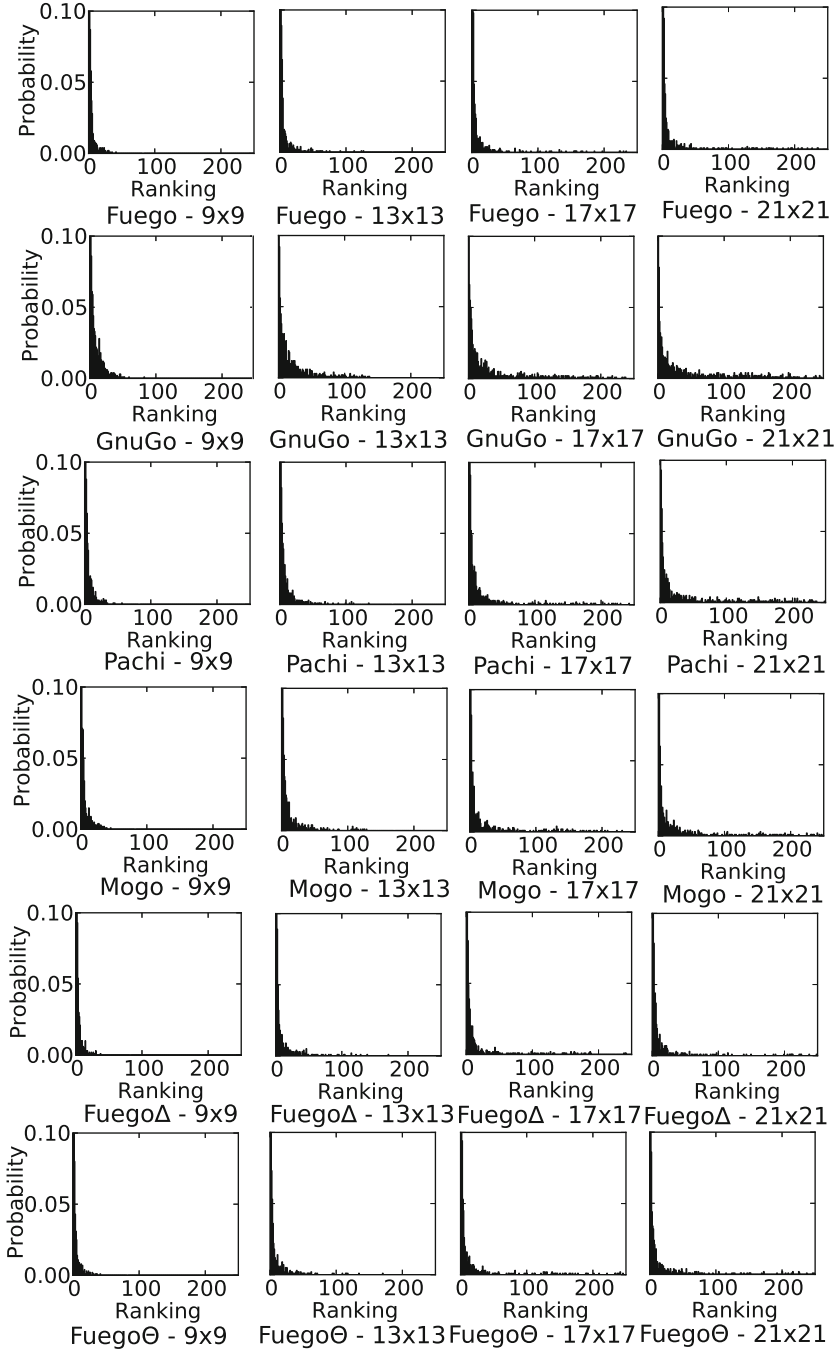 0.10
Probability
0.05
0.00
0 100 200 0 100 200 0 100 200 0 100 200
Ranking Ranking Ranking Ranking
Fuego - 9x9 Fuego - 13x13 Fuego - 17x17 Fuego - 21x21
0.10
Probability
0.05
0.00
0 100 200 0 100 200 0 100 200 0 100 200
Ranking Ranking Ranking Ranking
GnuGo - 9x9 GnuGo - 13x13 GnuGo - 17x17 GnuGo - 21x21
0.10
Probability
0.05
0.00
0 100 200 0 100 200 0 100 200 0 100 200
Ranking Ranking Ranking Ranking
Pachi - 9x9 Pachi - 13x13 Pachi - 17x17 Pachi - 21x21
0.10
Probability
0.05
0.00
0 100 200 0 100 200 0 100 200 0 100 200
Ranking Ranking Ranking Ranking
Mogo - 9x9 Mogo - 13x13 Mogo - 17x17 Mogo - 21x21
0.10
Probability
0.05
0.00
0 100 200 0 100 200 0 100 200 0 100 200
Ranking Ranking Ranking Ranking
FuegoΔ - 9x9 FuegoΔ - 13x13 FuegoΔ - 17x17 FuegoΔ - 21x21
0.10
Probability
0.05
0.00
0 100 200 0 100 200 0 100 200 0 100 200
Ranking Ranking Ranking Ranking
FuegoΘ - 9x9 FuegoΘ - 13x13 FuegoΘ - 17x17 FuegoΘ - 21x21